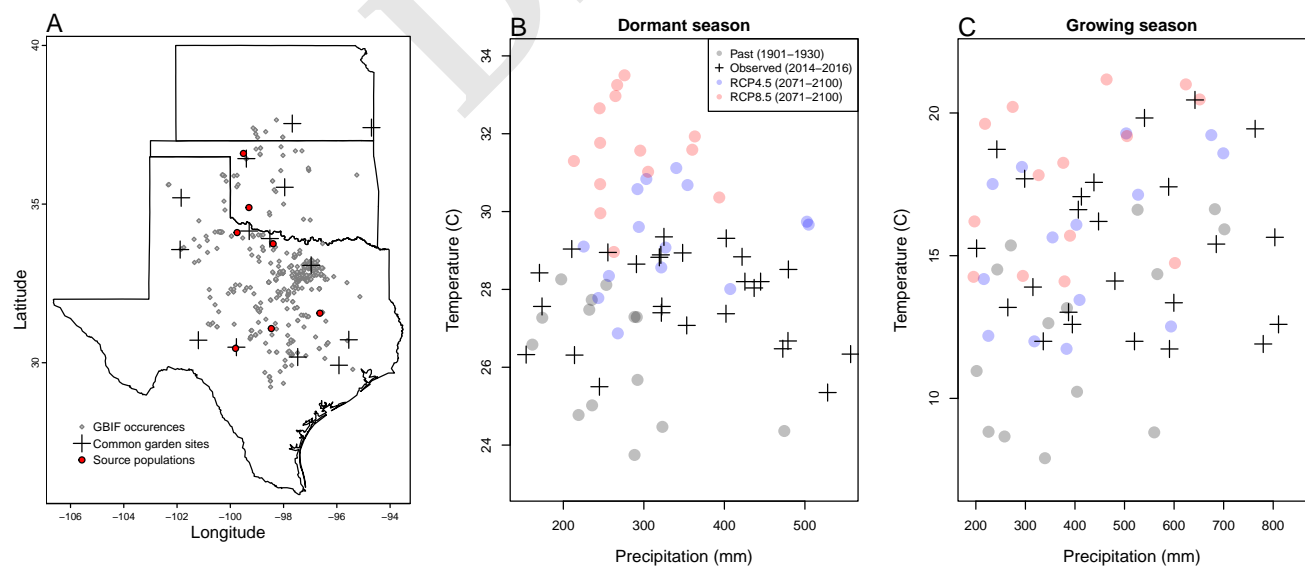 A
40
35
30
Latitude
GBIF occurences
Common garden sites
Source populations
−106 −104 −102 −100 −98 −96 −94
Longitude
B
Dormant season
Past (1901−1930)
Observed (2014−2016)
RCP4.5 (2071−2100)
RCP8.5 (2071−2100)
34
32
30
28
26
24
Temperature (C)
200 300 400 500
Precipitation (mm)
C
Growing season
20
15
10
Temperature (C)
200 300 400 500 600 700 800
Precipitation (mm)